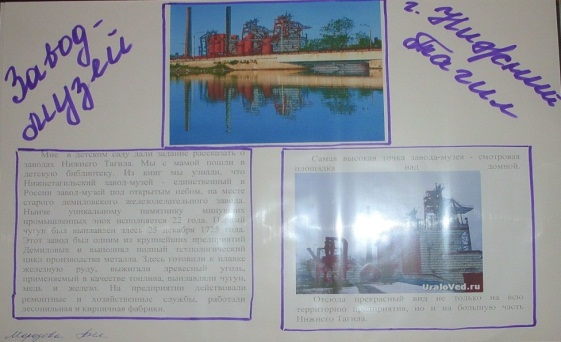 Завод-
музей
г. Нижний
Тагил
Мне в детском саду дали задание рассказать о
заводах Нижнего Тагила. Мы с мамой пошли в
детскую библиотеку. Из книг мы узнали, что
Нижнетагильский завод-музей - единственный в
России завод-музей под открытым небом, на месте
старого демидовского железоделательного завода.
Ныне уникальному памятнику минувших
промышленных эпох исполняется 22 года. Первый
чугун был выплавлен здесь 25 декабря 1725 года.
Этот завод был одним из крупнейших предприятий
Демидовых и выполнял полный технологический
цикл производства металла. Здесь готовили к плавке
железную руду, выжигали древесный уголь,
применяемый в качестве топлива, выплавляли чугун,
медь и железо. На предприятии действовали
ремонтные и хозяйственные службы, работали
лесопильная и кирпичная фабрики.
Самая высокая точка завода-музея - смотровая
площадка над домной.
UraloVed.ru
Отсюда прекрасный вид не только на всю
территорию предприятия, но и на большую часть
Нижнего Тагила.